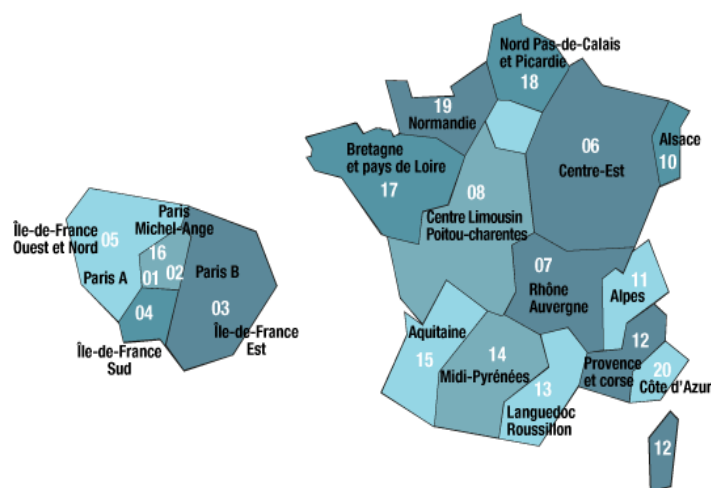 Nord Pas-de-Calais
et Picardie
18
19
Normandie
06
Centre-Est
Alsace
10
Bretagne
et pays de Loire
17
08
Centre Limousin
Poitou-charentes
07
Rhône
Auvergne
11
Alpes
12
Provence
et corse
20
Côte d'Azur
Aquitaine
15
14
Midi-Pyrénées
13
Languedoc
Roussillon
12
Paris
Michel-Ange
16
Île-de-France
Ouest et Nord
05
Paris A
01
02
Paris B
03
Île-de-France
Est
04
Île-de-France
Sud